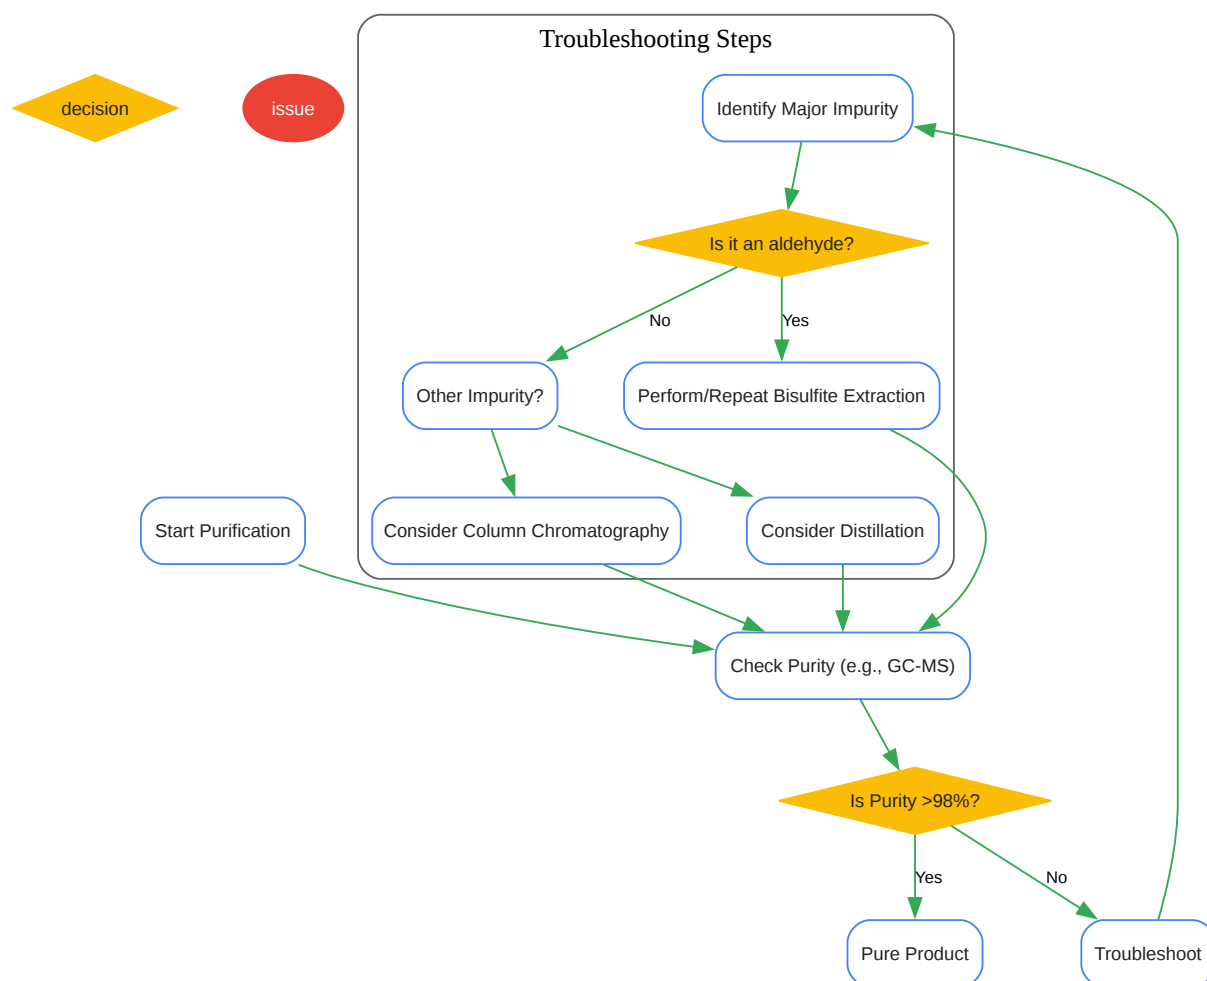 Troubleshooting Steps
decision
issue
Identify Major Impurity
Is it an aldehyde?
No
Yes
Other Impurity?
Perform/Repeat Bisulfite Extraction
Start Purification
Consider Column Chromatography
Consider Distillation
Check Purity (e.g., GC-MS)
Is Purity >98%?
Yes
No
Pure Product
Troubleshoot